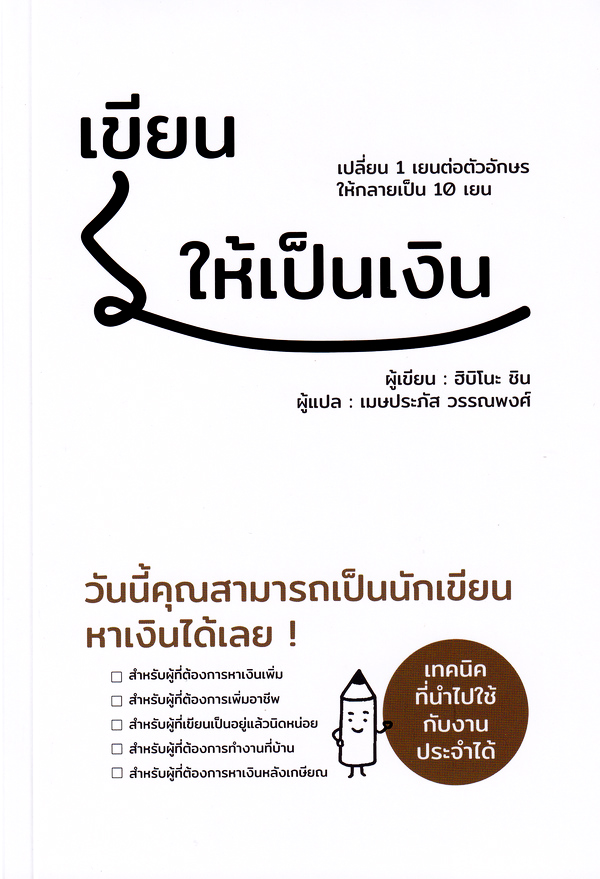 เขียน
เปลี่ยน 1 เยนต่อตัวอักษร
ให้กลายเป็น 10 เยน
ให้เป็นเงิน
ผู้เขียน : ฮิบิโนะ ชิน
ผู้แปล : เมษประภัส วรรณพงศ์
วันนี้คุณสามารถเป็นนักเขียน
หาเงินได้เลย !
สำหรับผู้ที่ต้องการหาเงินเพิ่ม
สำหรับผู้ที่ต้องการเพิ่มอาชีพ
สำหรับผู้ที่เขียนเป็นอยู่แล้วนิดหน่อย
สำหรับผู้ที่ต้องการทำงานที่บ้าน
สำหรับผู้ที่ต้องการหาเงินหลังเกษียณ
เทคนิค
ที่นำไปใช้
กับงาน
ประจำได้